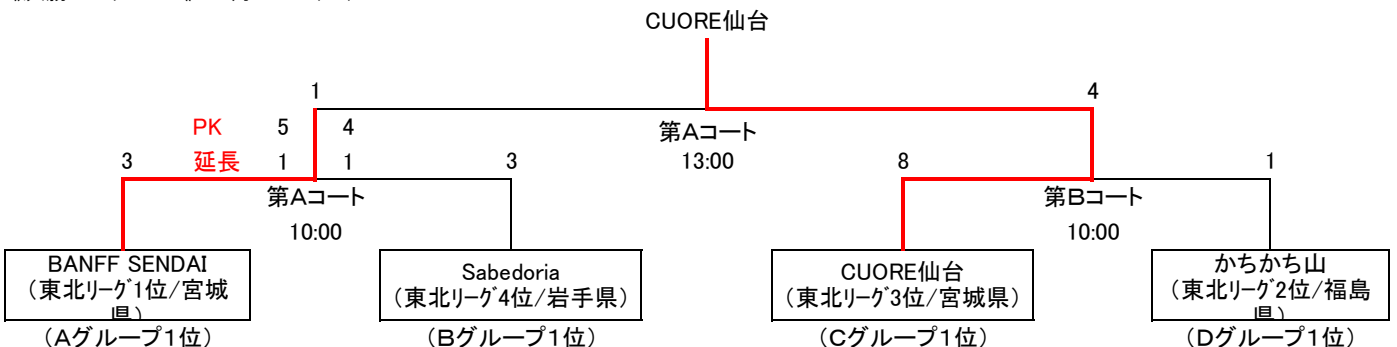 CUORE仙台
1
4
PK 5 4
第Aコート
3 延長 1 1 3
13:00
8
1
第Aコート
第Bコート
10:00
10:00
BANFF SENDAI
(東北リーグ1位/宮城
県)
Sabedoria
(東北リーグ4位/岩手県)
CUORE仙台
(東北リーグ3位/宮城県)
かちかち山
(東北リーグ2位/福島
県)
(Aグループ1位)
(Bグループ1位)
(Cグループ1位)
(Dグループ1位)